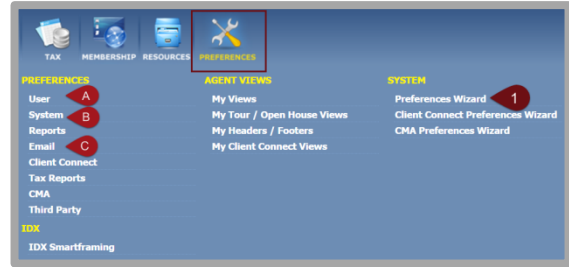 TAX MEMBERSHIP RESOURCES PREFERENCES
PREFERENCES
User A
System B
Reports
Email C
Client Connect
Tax Reports
CMA
Third Party
IDX
IDX Smartframing
AGENT VIEWS
My Views
My Tour / Open House Views
My Headers / Footers
My Client Connect Views
SYSTEM
Preferences Wizard 1
Client Connect Preferences Wizard
CMA Preferences Wizard